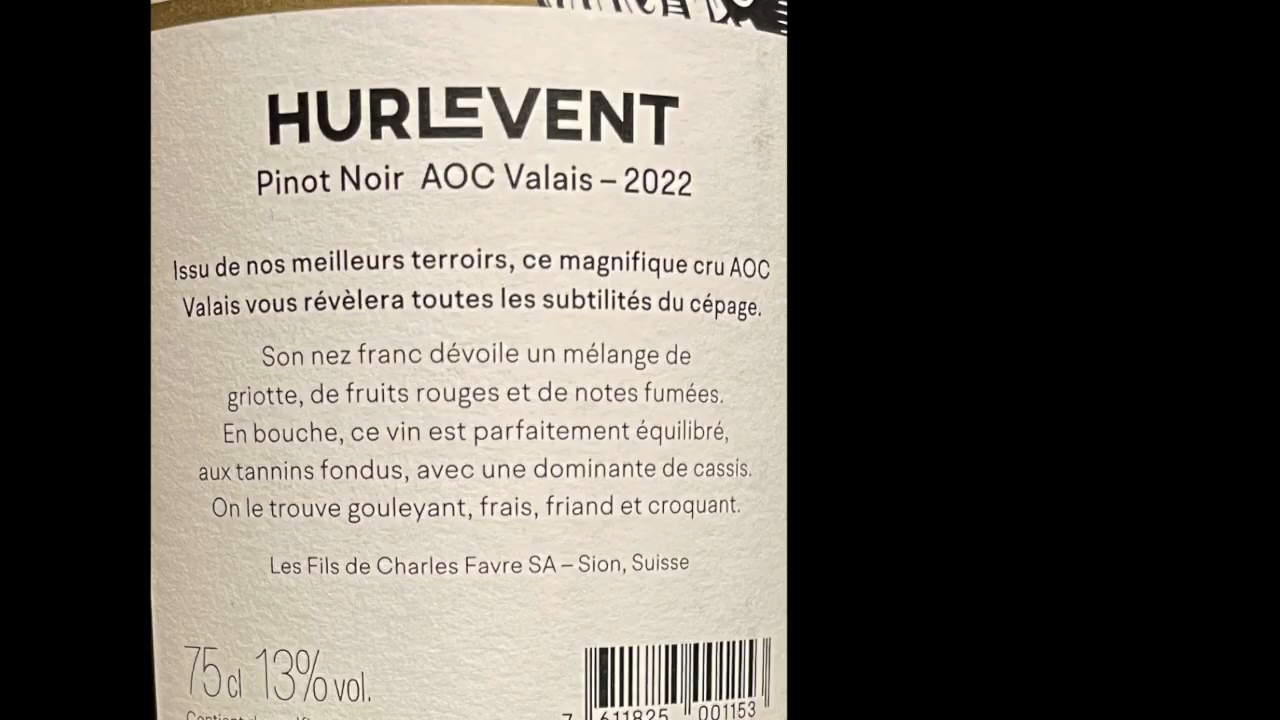 HURLEVENT
Pinot Noir AOC Valais – 2022
Issu de nos meilleurs terroirs, ce magnifique cru AOC
Valais vous révèlera toutes les subtilités du cépage.
Son nez franc dévoile un mélange de
griotte, de fruits rouges et de notes fumées.
En bouche, ce vin est parfaitement équilibré,
aux tannins fondus, avec une dominante de cassis.
On le trouve gouleyant, frais, friand et croquant.
Les Fils de Charles Favre SA – Sion, Suisse
75 cl 13% vol.
7 611825 001153